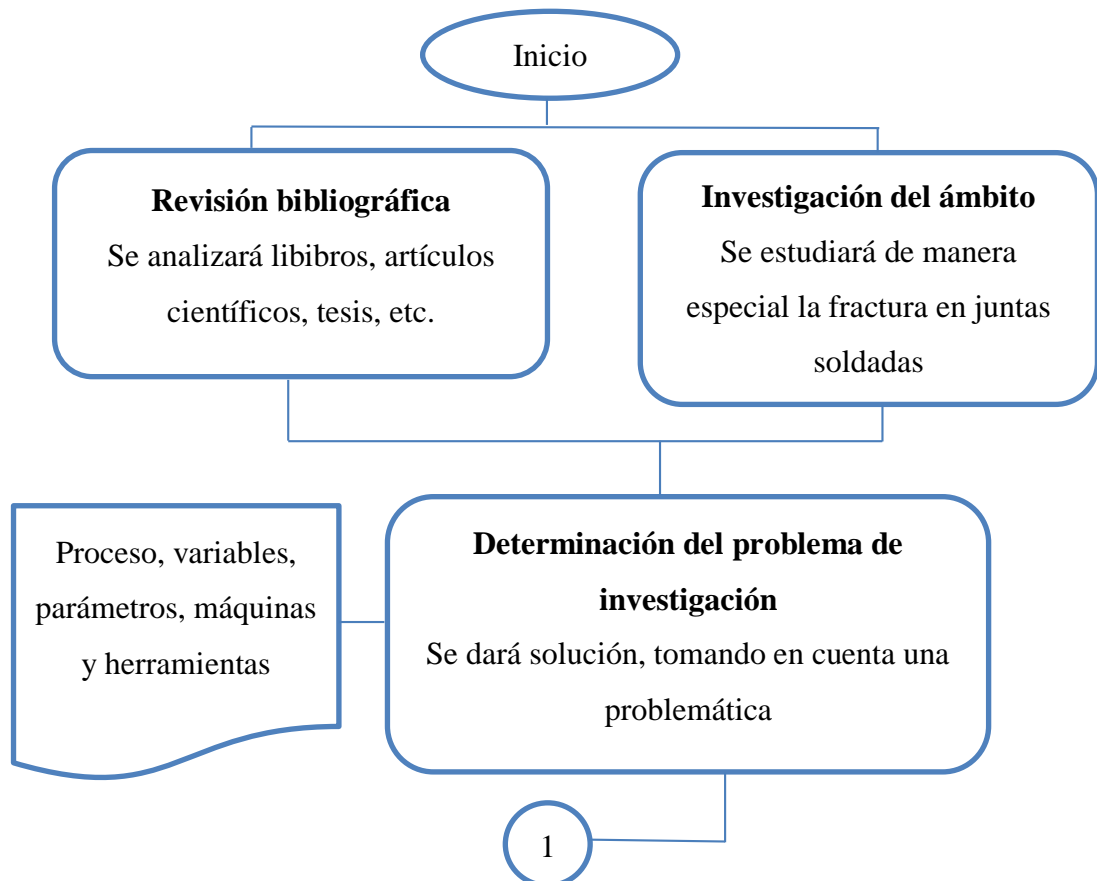 Inicio
Revisión bibliográfica
Se analizará libibros, artículos
científicos, tesis, etc.
Investigación del ámbito
Se estudiará de manera
especial la fractura en juntas
soldadas
Proceso, variables,
parámetros, máquinas
y herramientas
Determinación del problema de
investigación
Se dará solución, tomando en cuenta una
problemática
1